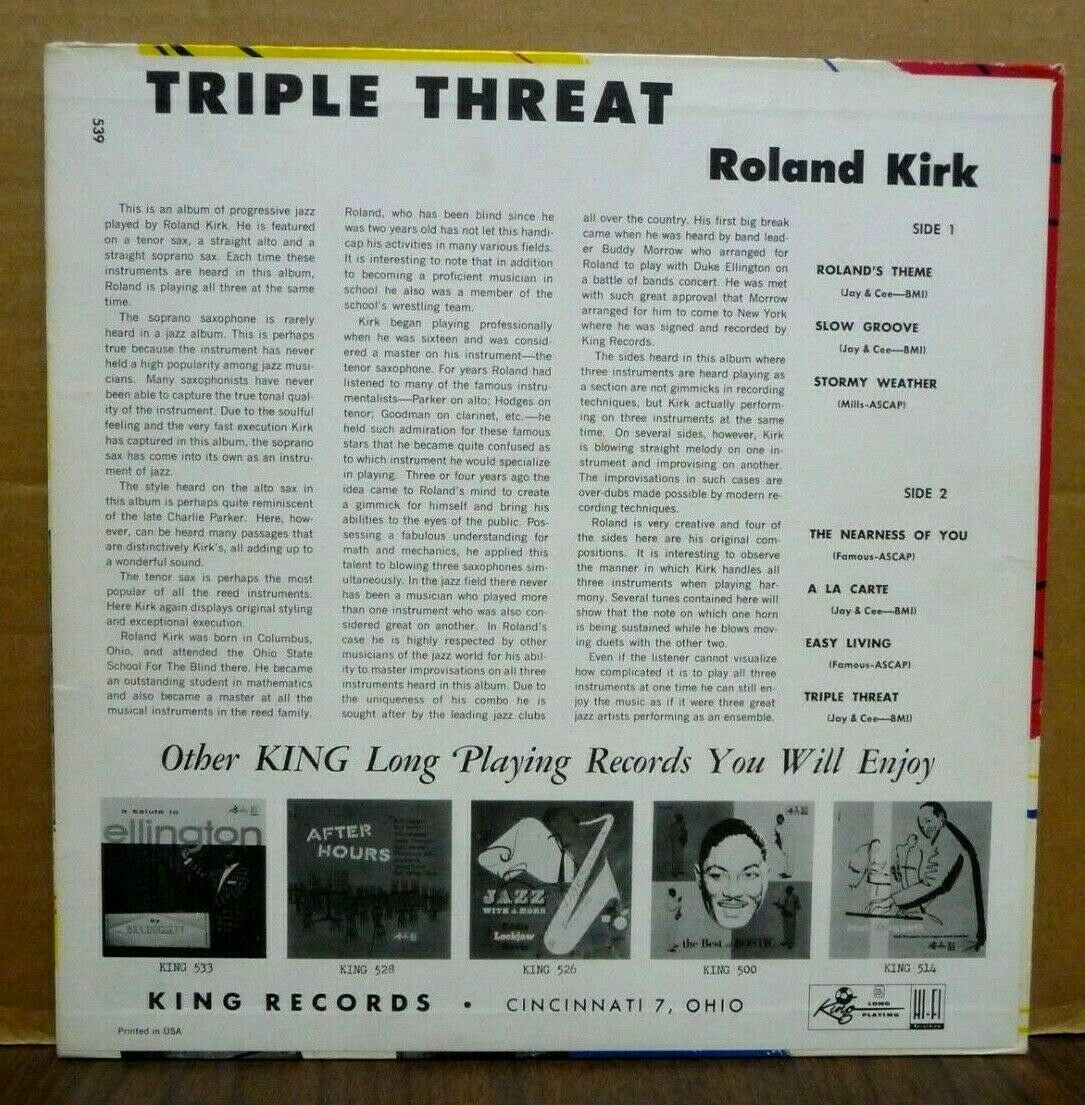 TRIPLE THREAT
539
Roland Kirk
This is an album of progressive jazz
played by Roland Kirk. He is featured
on a tenor sax, a straight alto and a
straight soprano sax. Each time these
instruments are heard in this album,
Roland is playing all three at the same
time.
The soprano saxophone is rarely
heard in a jazz album. This is perhaps
true because the instrument has never
held a high popularity among jazz musi-
cians. Many saxophonists have never
been able to capture the true tonal qual-
ity of the instrument. Due to the soulful
feeling and the very fast execution Kirk
has captured in this album, the soprano
sax has come into its own as an instru-
ment of jazz.
The style heard on the alto sax in
this album is perhaps quite reminiscent
of the late Charlie Parker. Here, how-
ever, can be heard many passages that
are distinctively Kirk's, all adding up to
a wonderful sound.
The tenor sax is perhaps the most
popular of all the reed instruments.
Here Kirk again displays original styling
and exceptional execution.
Roland Kirk was born in Columbus,
Ohio, and attended the Ohio State
School For The Blind there. He became
an outstanding student in mathematics
and also became a master at all the
musical instruments in the reed family.
Roland, who has been blind since he
was two years old has not let this handi-
cap his activities in many various fields.
It is interesting to note that in addition
to becoming a proficient musician in
school he also was a member of the
school's wrestling team.
Kirk began playing professionally
when he was sixteen and was consid-
ered a master on his instrument—the
tenor saxophone. For years Roland had
listened to many of the famous instru-
mentalists—Parker on alto; Hodges on
tenor; Goodman on clarinet, etc.—he
held such admiration for these famous
stars that he became quite confused as
to which instrument he would specialize
in playing. Three or four years ago the
idea came to Roland's mind to create
a gimmick for himself and bring his
abilities to the eyes of the public. Pos-
sessing a fabulous understanding for
math and mechanics, he applied this
talent to blowing three saxophones sim-
ultaneously. In the jazz field there never
has been a musician who played more
than one instrument who was also con-
sidered great on another. In Roland's
case he is highly respected by other
musicians of the jazz world for his abil-
ity to master improvisations on all three
instruments heard in this album. Due to
the uniqueness of his combo he is
sought after by the leading jazz clubs
all over the country. His first big break
came when he was heard by band lead-
er Buddy Morrow who arranged for
Roland to play with Duke Ellington on
a battle of bands concert. He was met
with such great approval that Morrow
arranged for him to come to New York
where he was signed and recorded by
King Records.
The sides heard in this album where
three instruments are heard playing as
a section are not gimmicks in recording
techniques, but Kirk actually perform-
ing on three instruments at the same
time. On several sides, however, Kirk
is blowing straight melody on one in-
strument and improvising on another.
The improvisations in such cases are
over-dubs made possible by modern re-
cording techniques.
Roland is very creative and four of
the sides here are his original com-
positions. It is interesting to observe
the manner in which Kirk handles all
three instruments when playing har-
mony. Several tunes contained here will
show that the note on which one horn
is being sustained while he blows mov-
ing duets with the other two.
Even if the listener cannot visualize
how complicated it is to play all three
instruments at one time he can still en-
joy the music as if it were three great
jazz artists performing as an ensemble.
SIDE 1
ROLAND'S THEME
(Jay & Cee—BMI)
SLOW GROOVE
(Jay & Cee—BMI)
STORMY WEATHER
(Mills-ASCAP)
SIDE 2
THE NEARNESS OF YOU
(Famous-ASCAP)
A LA CARTE
(Jay & Cee—BMI)
EASY LIVING
(Famous-ASCAP)
TRIPLE THREAT
(Jay & Cee—BMI)
Other KING Long Playing Records You Will Enjoy
a salute to
ellington
by
BILL DOGGETT
AFTER
HOURS
JAZZ
WITH A HORN
Lockjaw
the Best of BOSTIC
KING 533
KING 528
KING 526
KING 500
KING 514
KING RECORDS • CINCINNATI 7, OHIO
King
LONG
PLAYING
HI-FI
Printed in USA